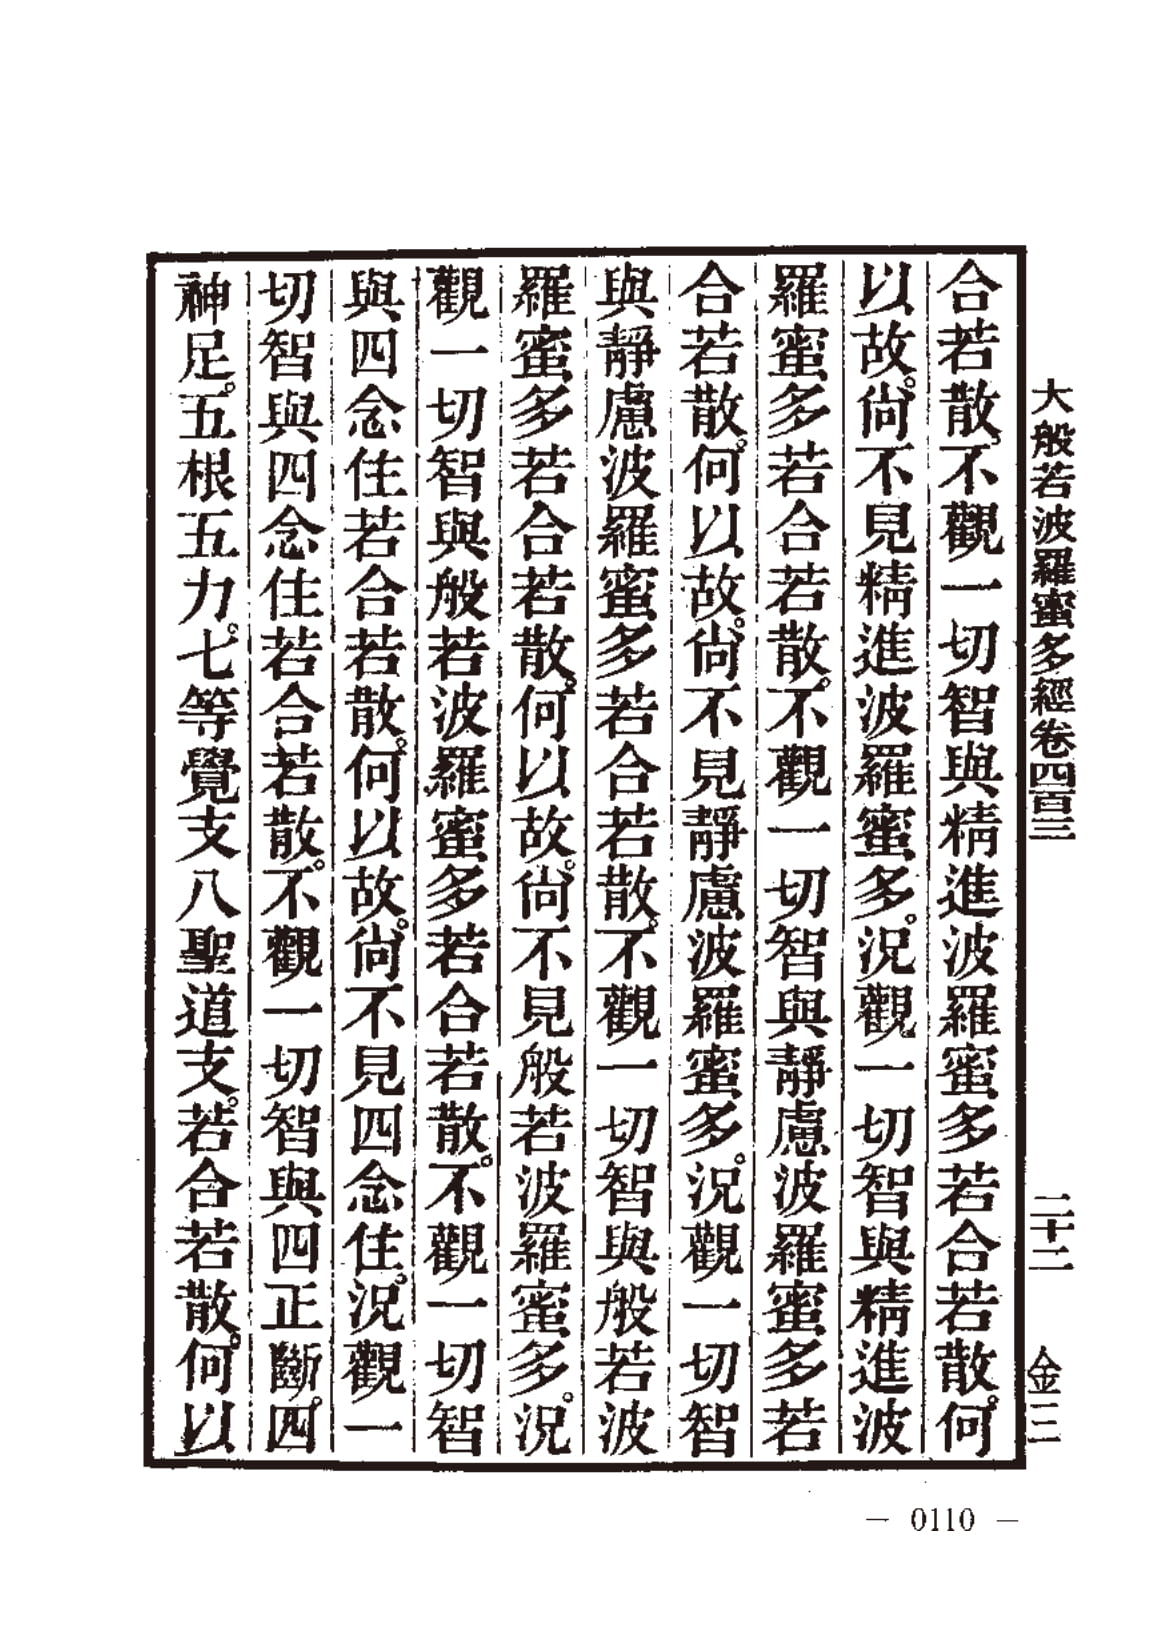 大般若波羅蜜多經卷四百三　二十二　金三
合若散。不觀一切智與精進波羅蜜多若合若散。何
以故。尙不見精進波羅蜜多。況觀一切智與精進波
羅蜜多若合若散。不觀一切智與靜慮波羅蜜多若
合若散。何以故。尙不見靜慮波羅蜜多。況觀一切智
與靜慮波羅蜜多若合若散。不觀一切智與般若波
羅蜜多若合若散。何以故。尙不見般若波羅蜜多。況
觀一切智與般若波羅蜜多若合若散。不觀一切智
與四念住若合若散。何以故。尙不見四念住。況觀一
切智與四念住若合若散。不觀一切智與四正斷。四
神足。五根五力。七等覺支八聖道支。若合若散。何以
— 0110 —